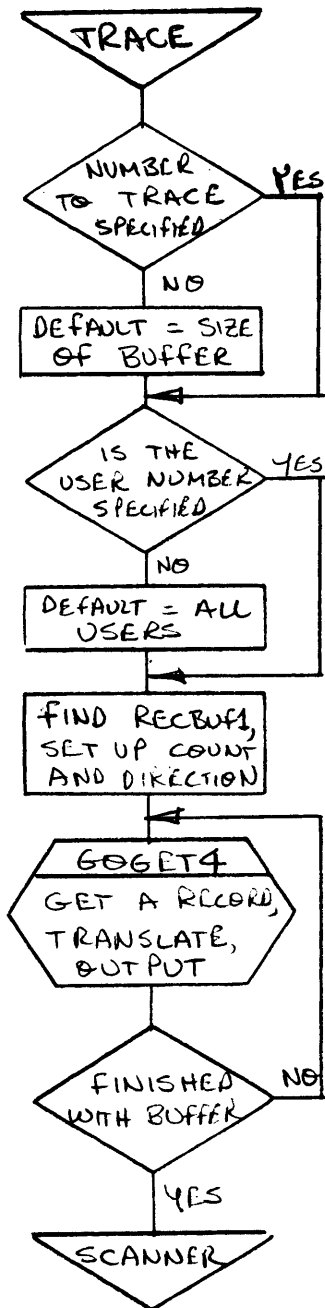 TRACE
NUMBER
TO TRACE
SPECIFIED
YES
NO
DEFAULT = SIZE
OF BUFFER
IS THE
USER NUMBER
SPECIFIED
YES
NO
DEFAULT = ALL
USERS
FIND RECBUF1,
SET UP COUNT
AND DIRECTION
GOGET4
GET A RECORD,
TRANSLATE,
OUTPUT
FINISHED
WITH BUFFER
NO
YES
SCANNER